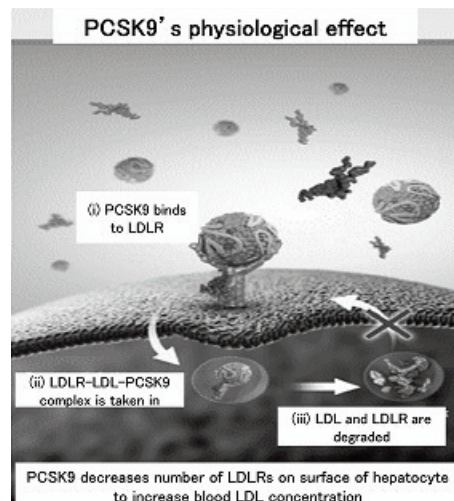 PCSK9's physiological effect
(i) PCSK9 binds
to LDLR
(ii) LDLR-LDL-PCSK9
complex is taken in
(iii) LDL and LDLR are
degraded
PCSK9 decreases number of LDLRs on surface of hepatocyte
to increase blood LDL concentration